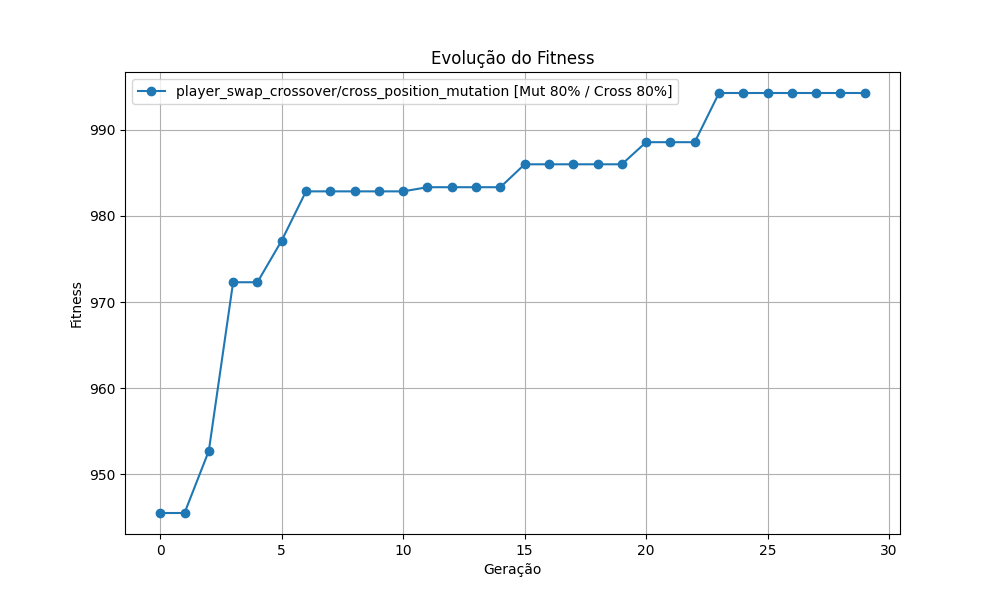 Evolução do Fitness
player_swap_crossover/cross_position_mutation [Mut 80% / Cross 80%]
Fitness
990
980
970
960
950
0 5 10 15 20 25 30
Geração